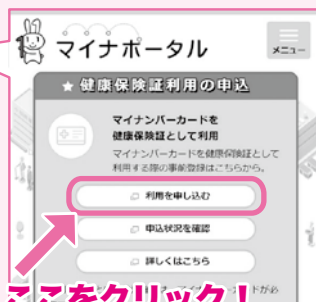 マイナポータル
メニュー
★ 健康保険証利用の申込
マイナンバーカードを
健康保険証として利用
マイナンバーカードを健康保険証として
利用する際の事前登録はこちらから。
利用を申し込む
申込状況を確認
詳しくはこちら
ここをクリック！